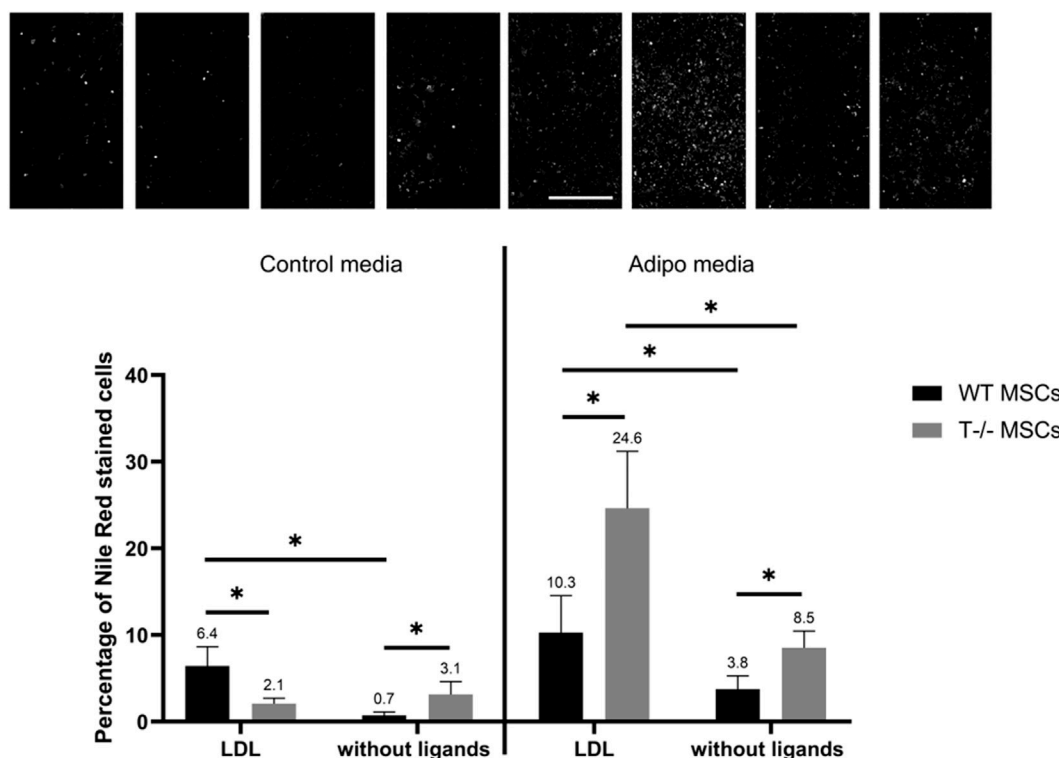 Control media
Adipo media
*
*
*
*
*
*
*
Percentage of Nile Red stained cells
40
30
20
10
0
6.4
2.1
0.7
3.1
10.3
24.6
3.8
8.5
LDL
without ligands
LDL
without ligands
WT MSCs
T-/- MSCs